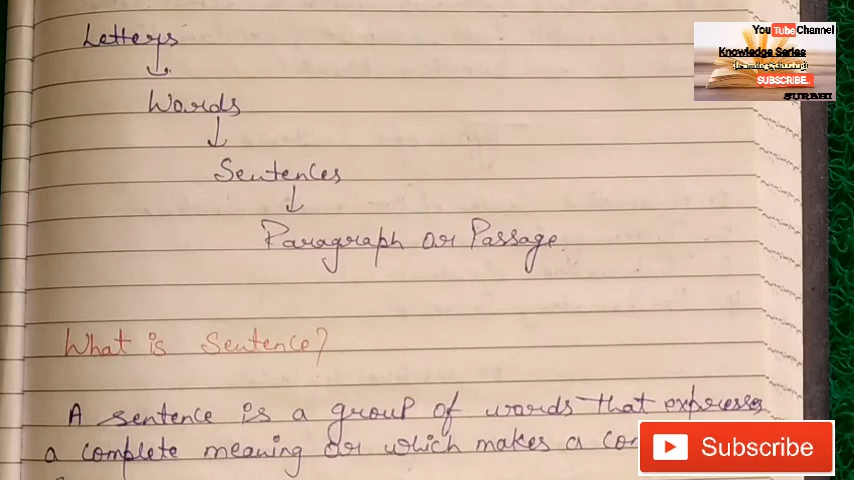 Letters
Words
Sentences
Paragraph or Passage.
What is Sentence?
A sentence is a group of words that expresses
a complete meaning or which makes a
YouTube Channel
Knowledge Series
SUBSCRIBE..
SURABHI
Subscribe